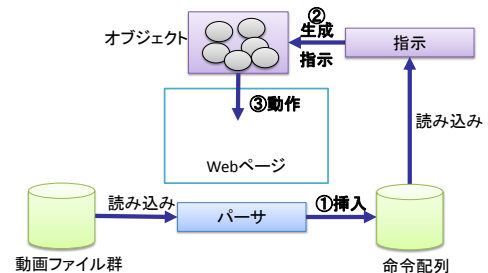 オブジェクト
②
生成
指示
指示
③動作
読み込み
Webページ
読み込み
パーサ
①挿入
動画ファイル群
命令配列